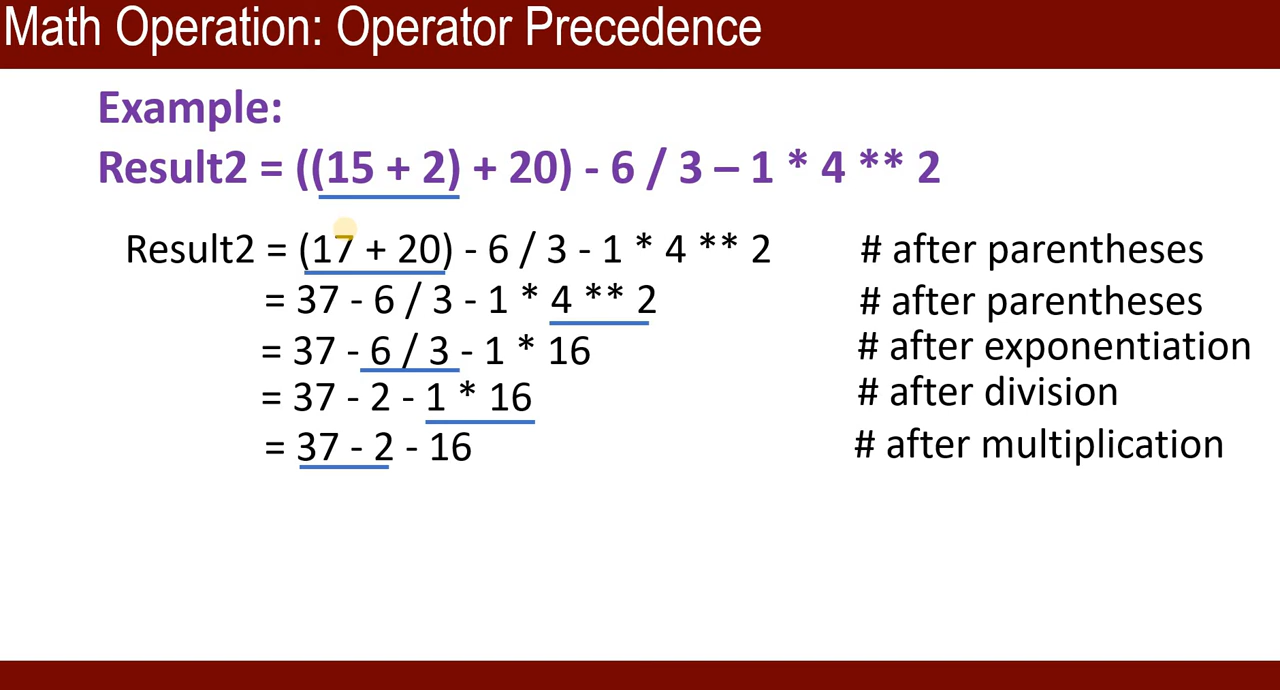 Math Operation: Operator Precedence
Example:
Result2 = ((15 + 2) + 20) - 6 / 3 – 1 * 4 ** 2
Result2 = (17 + 20) - 6 / 3 - 1 * 4 ** 2 # after parentheses
= 37 - 6 / 3 - 1 * 4 ** 2 # after parentheses
= 37 - 6 / 3 - 1 * 16 # after exponentiation
= 37 - 2 - 1 * 16 # after division
= 37 - 2 - 16 # after multiplication